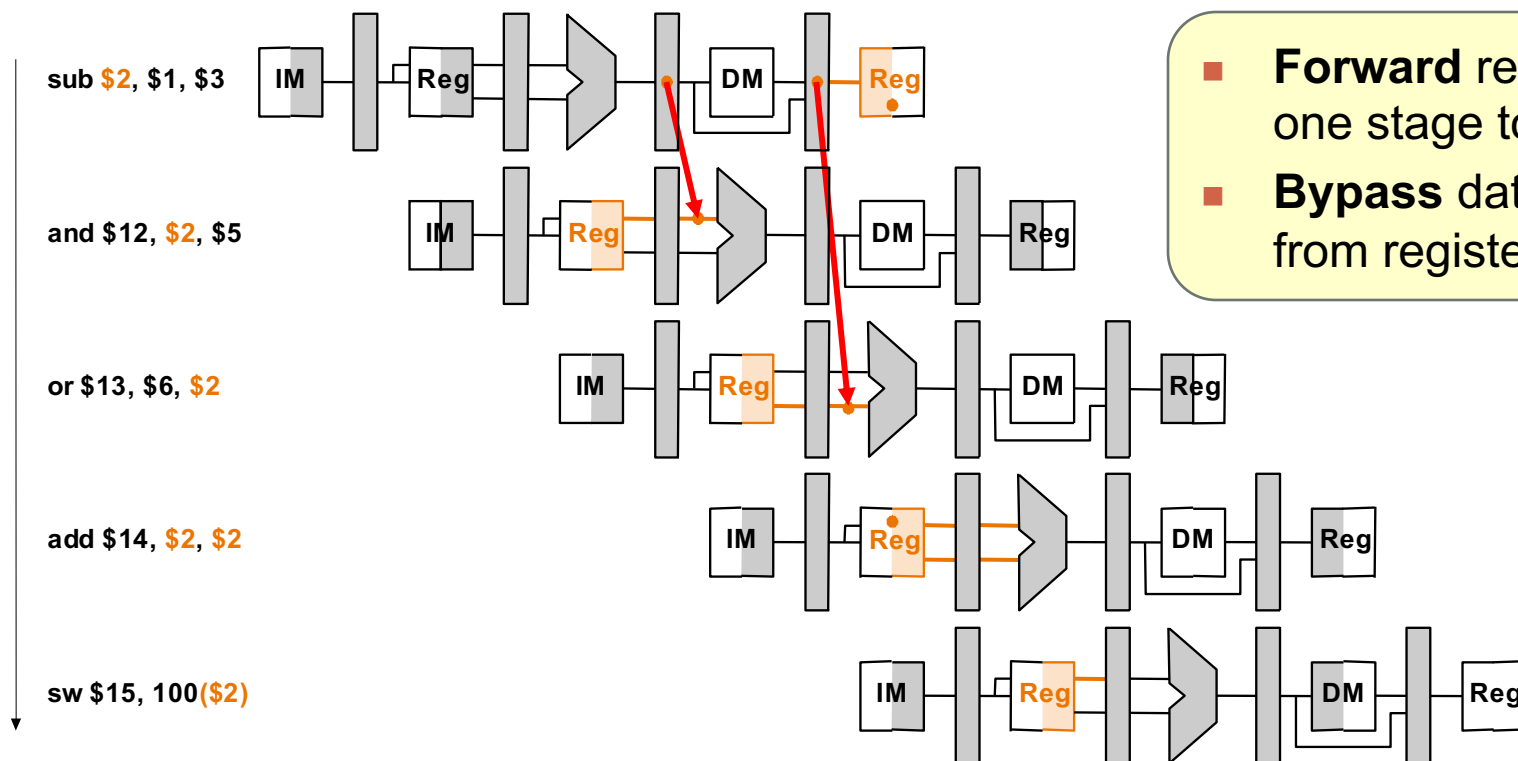 sub $2, $1, $3
IM
Reg
DM
Reg
Forward
one stage
Bypass
from
and $12, $2, $5
IM
Reg
DM
Reg
or $13, $6, $2
IM
Reg
DM
Reg
add $14, $2, $2
IM
Reg
DM
Reg
sw $15, 100($2)
IM
Reg
DM
Reg